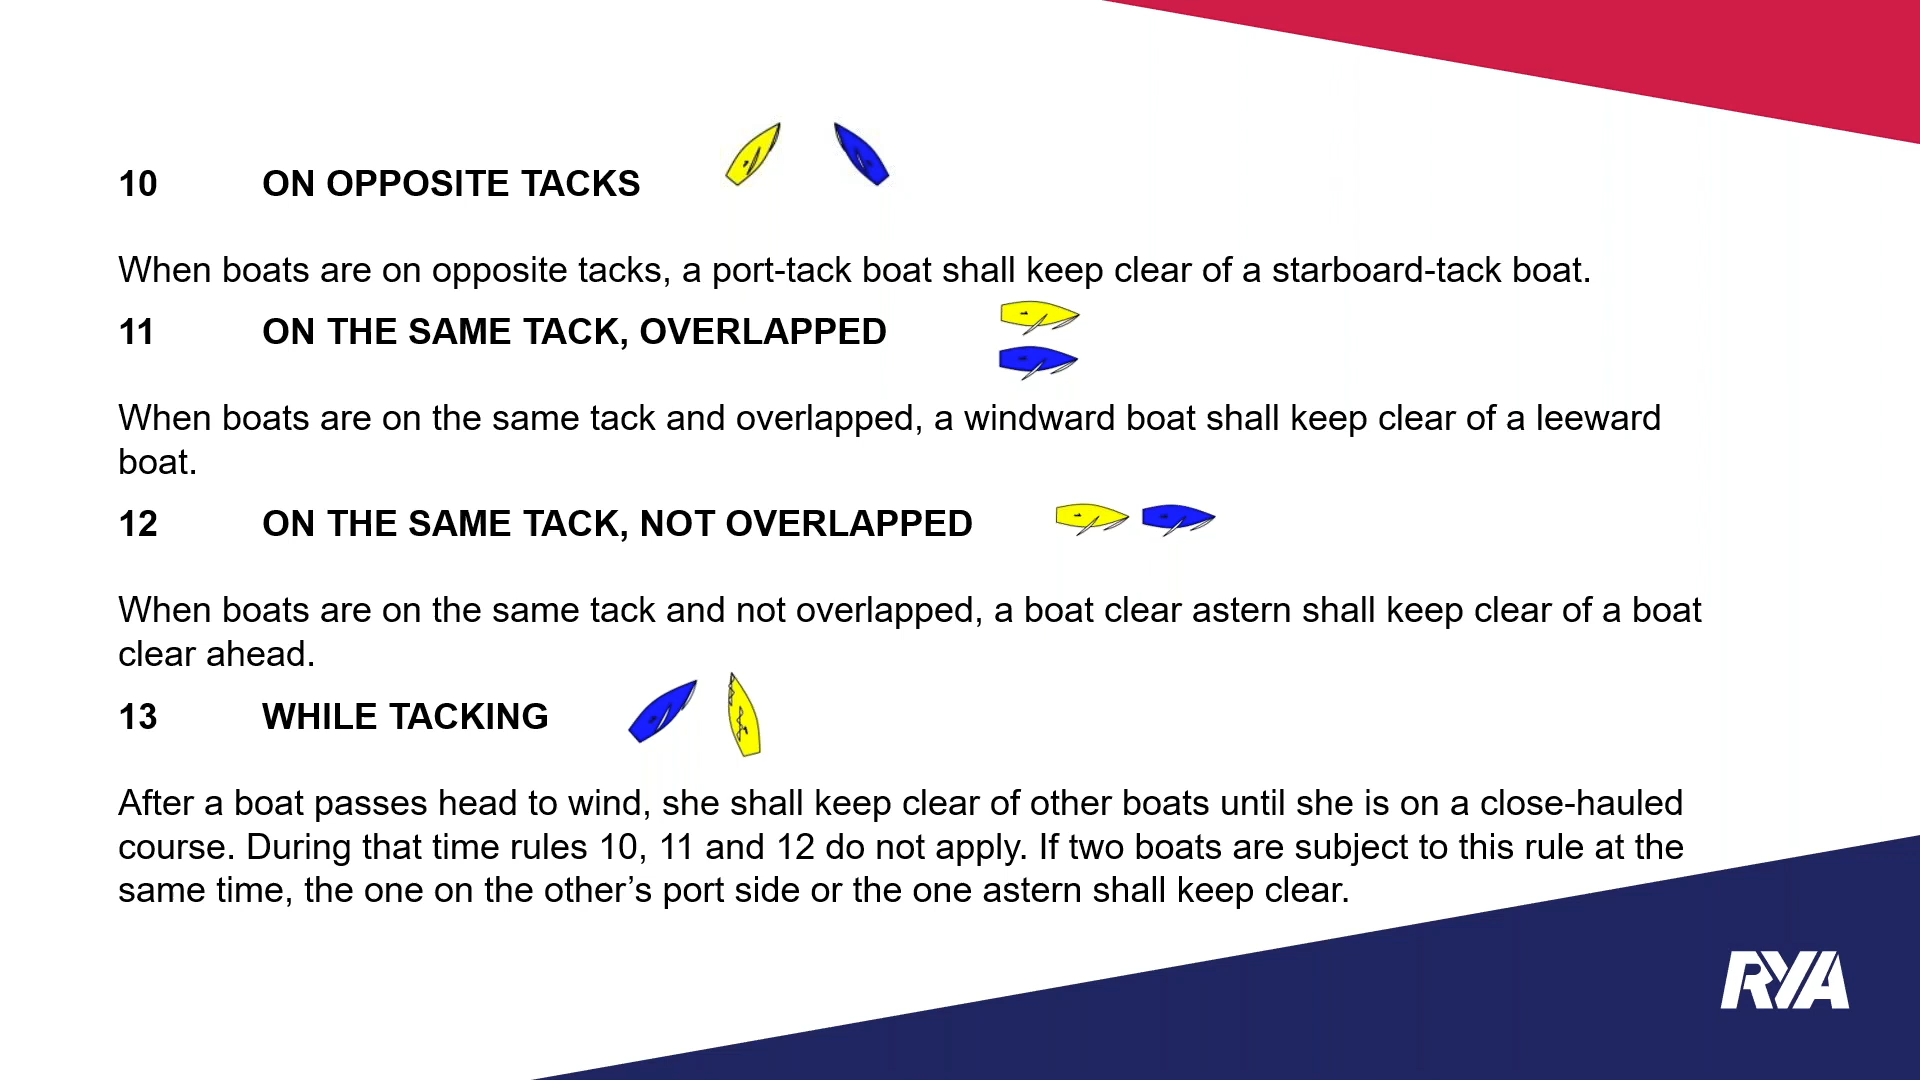 10 ON OPPOSITE TACKS
When boats are on opposite tacks, a port-tack boat shall keep clear of a starboard-tack boat.
11 ON THE SAME TACK, OVERLAPPED
When boats are on the same tack and overlapped, a windward boat shall keep clear of a leeward
boat.
12 ON THE SAME TACK, NOT OVERLAPPED
When boats are on the same tack and not overlapped, a boat clear astern shall keep clear of a boat
clear ahead.
13 WHILE TACKING
After a boat passes head to wind, she shall keep clear of other boats until she is on a close-hauled
course. During that time rules 10, 11 and 12 do not apply. If two boats are subject to this rule at the
same time, the one on the other’s port side or the one astern shall keep clear.
RYA